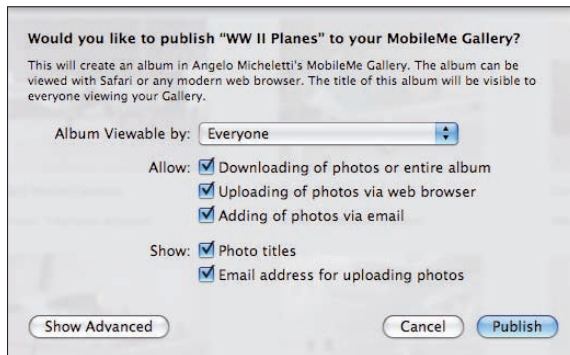 Would you like to publish “WW II Planes” to your MobileMe Gallery?
This will create an album in Angelo Micheletti's MobileMe Gallery. The album can be
viewed with Safari or any modern web browser. The title of this album will be visible to
everyone viewing your Gallery.
Album Viewable by: Everyone
Allow: Downloading of photos or entire album
Uploading of photos via web browser
Adding of photos via email
Show: Photo titles
Email address for uploading photos
Show Advanced Cancel Publish